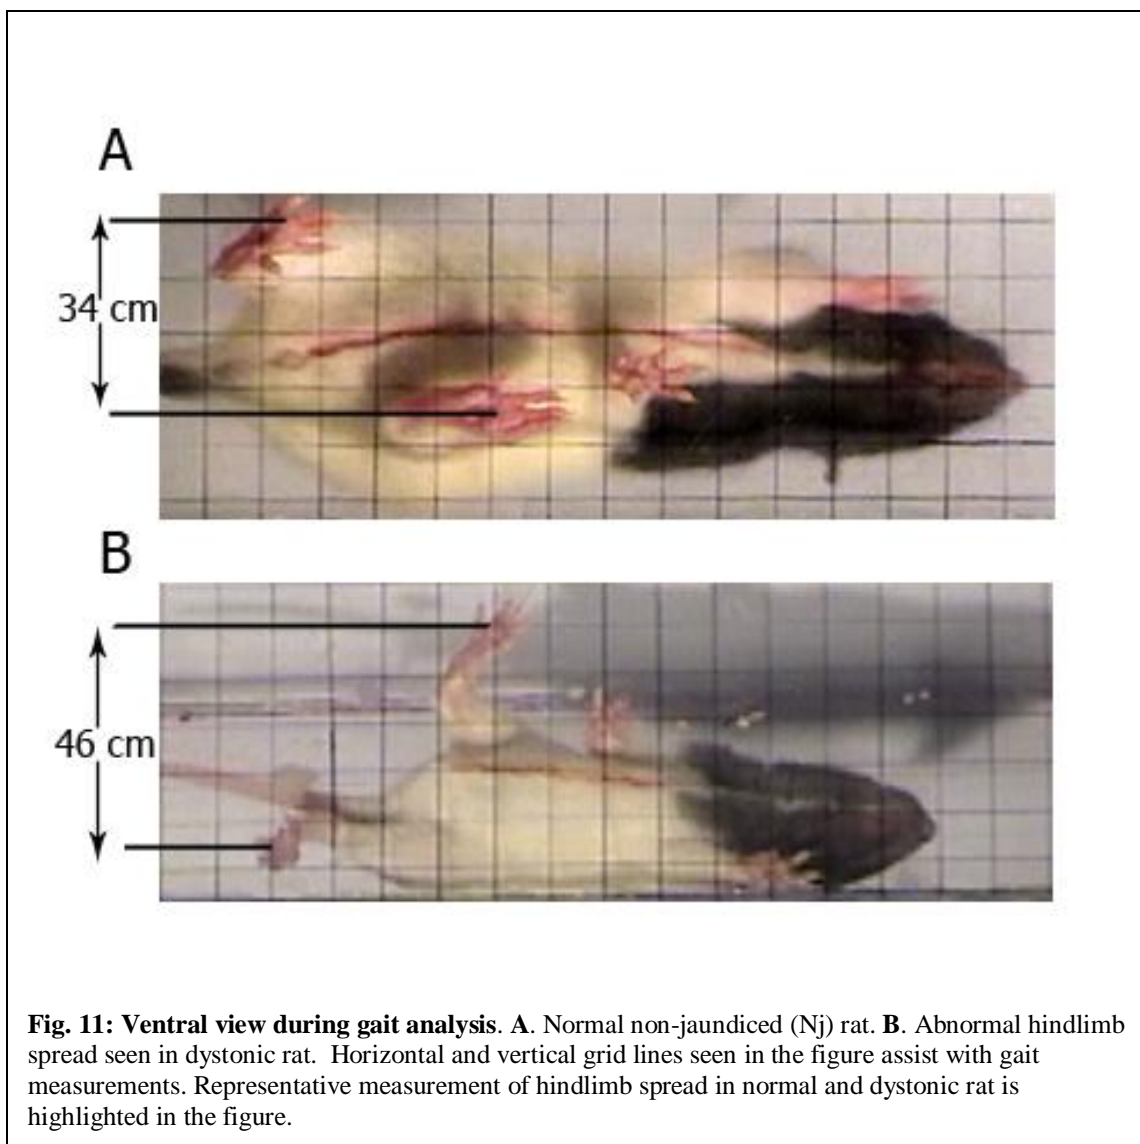 A
34 cm
B
46 cm
Fig. 11: Ventral view during gait analysis. A. Normal non-jaundiced (Nj) rat. B. Abnormal hindlimb
spread seen in dystonic rat.  Horizontal and vertical grid lines seen in the figure assist with gait
measurements. Representative measurement of hindlimb spread in normal and dystonic rat is
highlighted in the figure.